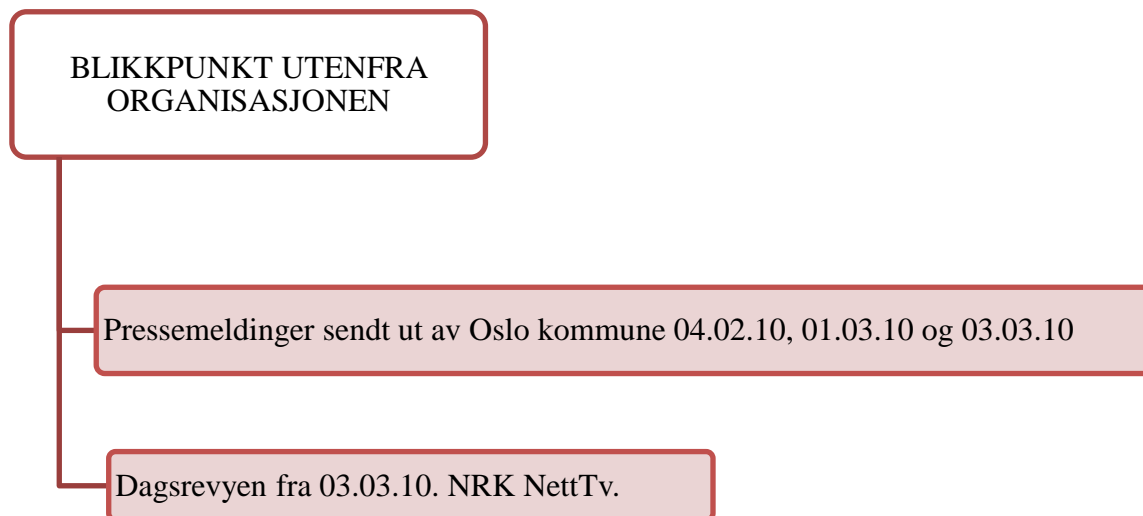 BLIKKPUNKT UTENFRA
ORGANISASJONEN
Pressemeldinger sendt ut av Oslo kommune 04.02.10, 01.03.10 og 03.03.10
Dagsrevyen fra 03.03.10. NRK NettTv.